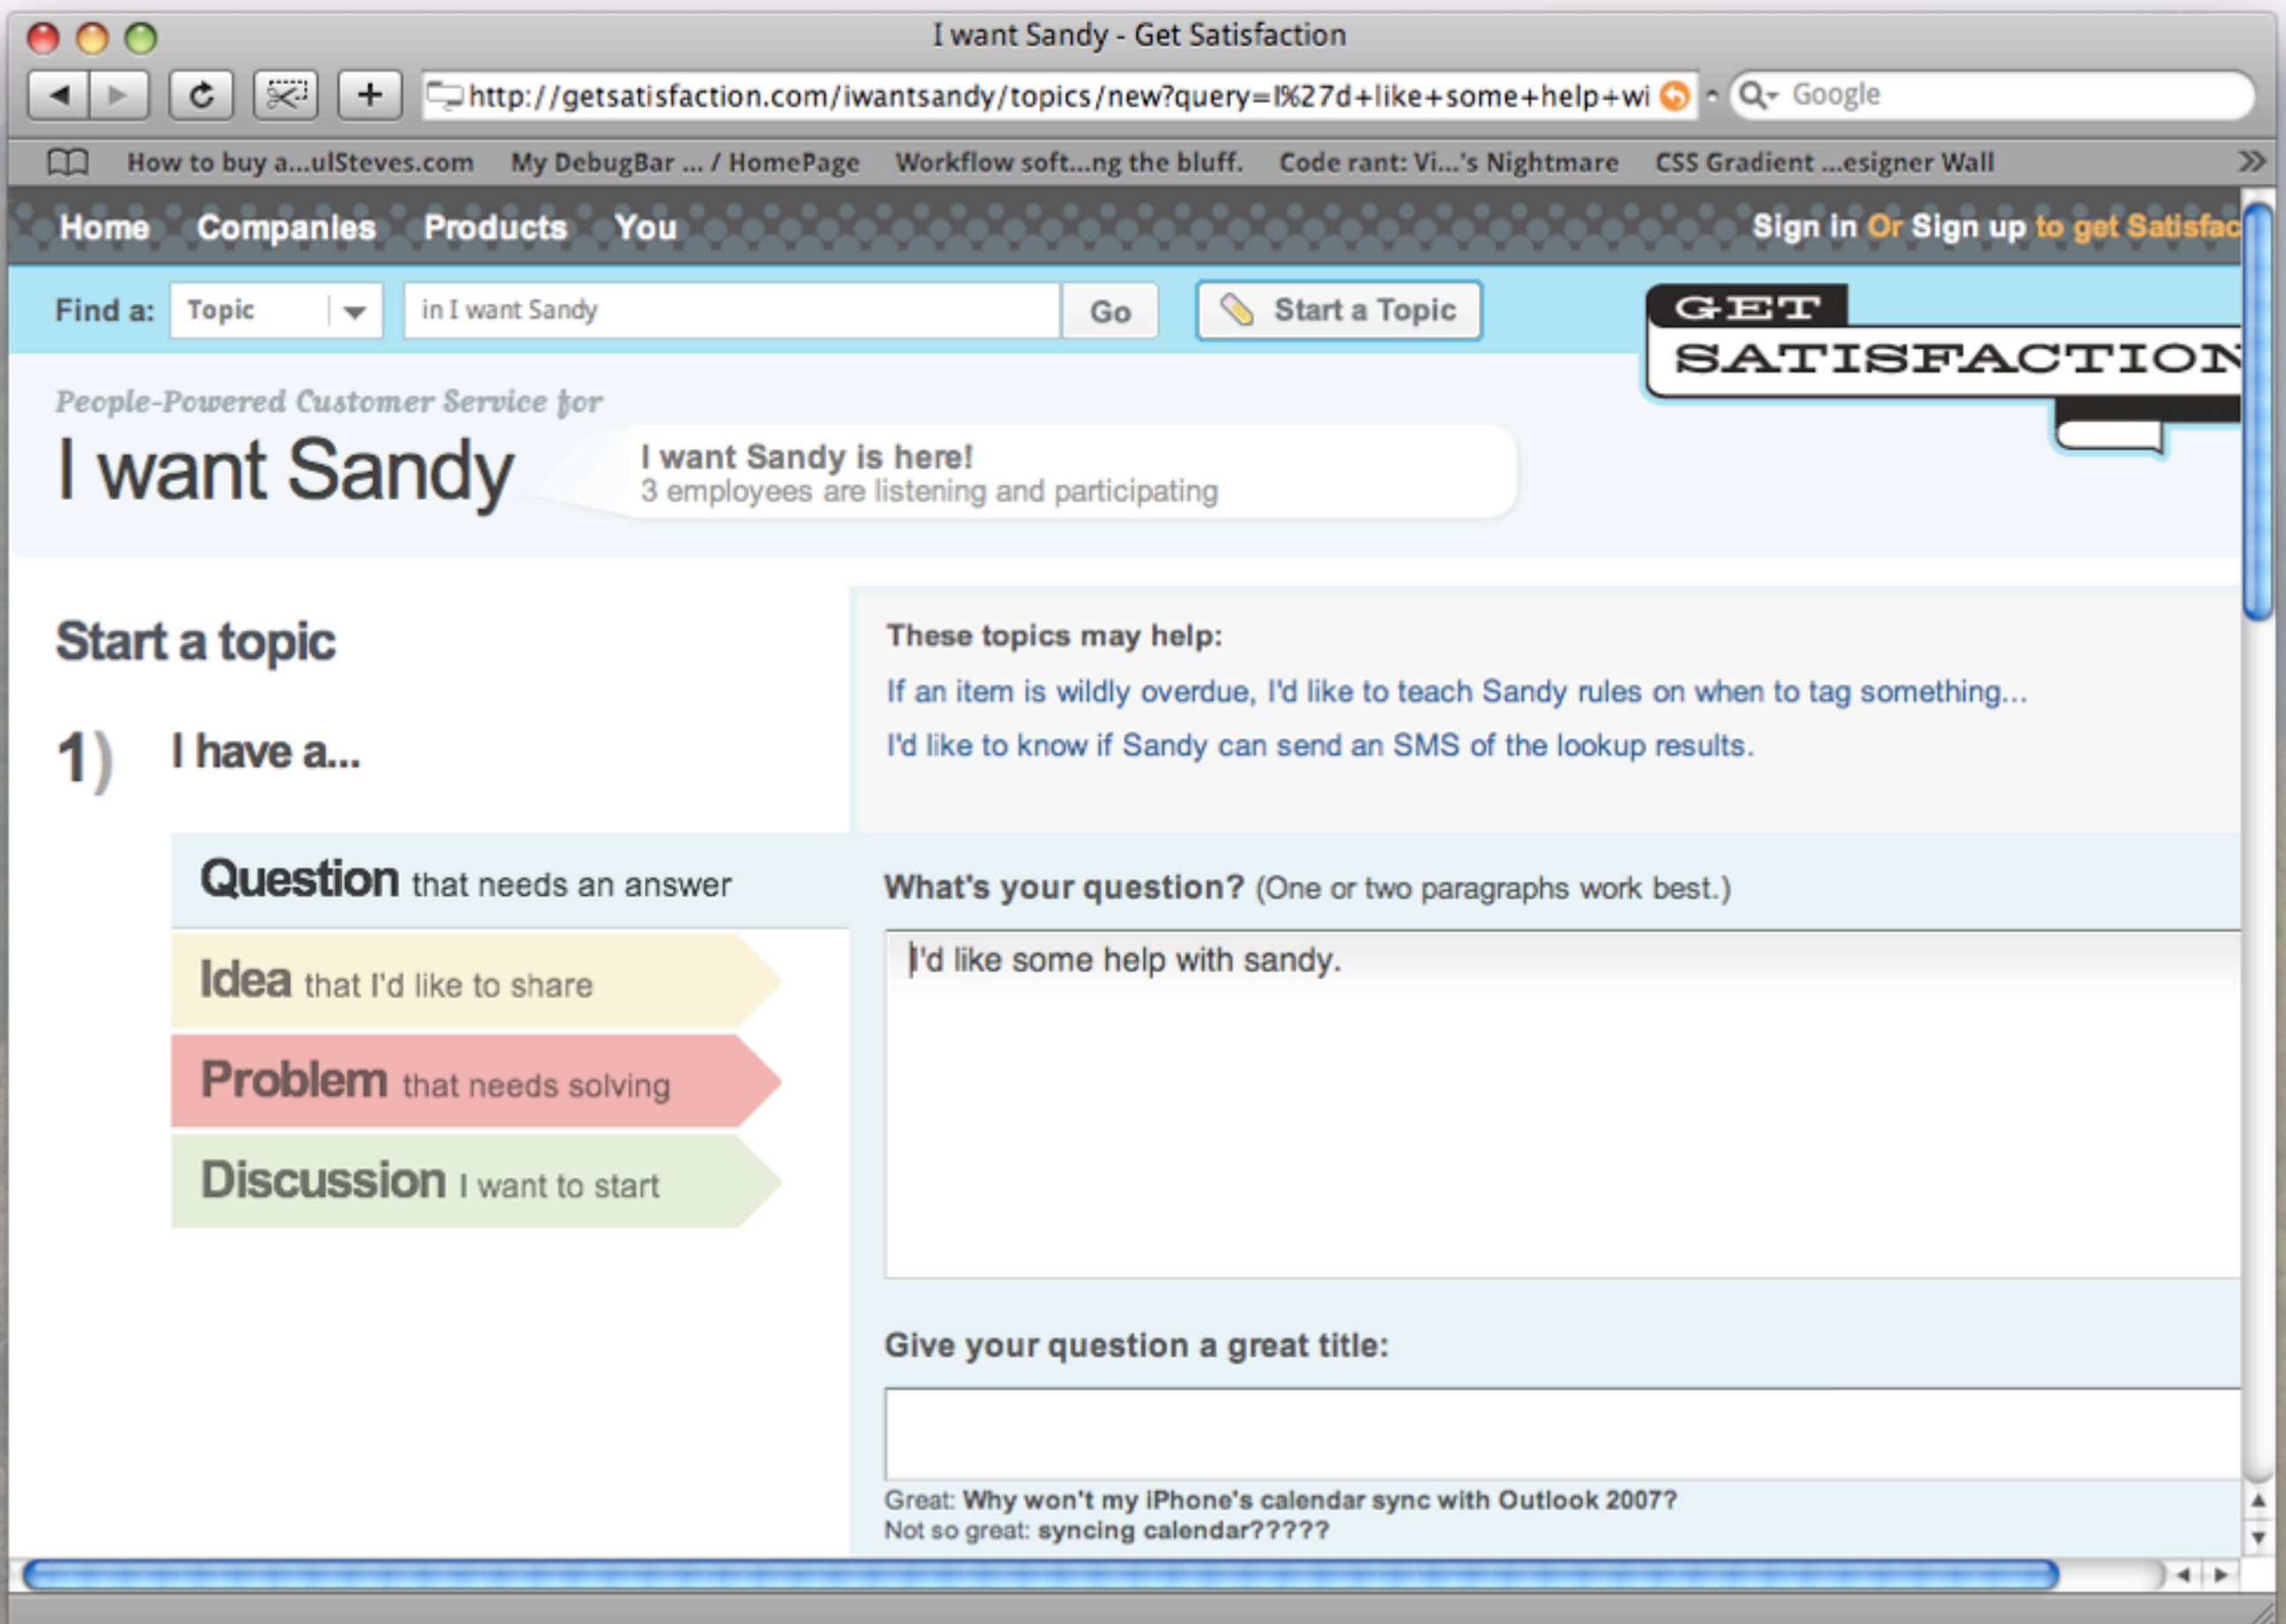 I want Sandy - Get Satisfaction
http://getsatisfaction.com/iwantsandy/topics/new?query=I%27d+like+some+help+wi
Google
How to buy a...ulSteves.com My DebugBar ... / HomePage Workflow soft...ng the bluff. Code rant: Vi...'s Nightmare CSS Gradient ...esigner Wall
Home Companies Products You Sign in Or Sign up to get Satisfac
Find a: Topic in I want Sandy Go Start a Topic
GET
SATISFACTION
People-Powered Customer Service for
I want Sandy
I want Sandy is here!
3 employees are listening and participating
Start a topic
1) I have a...
These topics may help:
If an item is wildly overdue, I'd like to teach Sandy rules on when to tag something...
I'd like to know if Sandy can send an SMS of the lookup results.
Question that needs an answer
Idea that I'd like to share
Problem that needs solving
Discussion I want to start
What's your question? (One or two paragraphs work best.)
I'd like some help with sandy.
Give your question a great title:
Great: Why won't my iPhone's calendar sync with Outlook 2007?
Not so great: syncing calendar?????